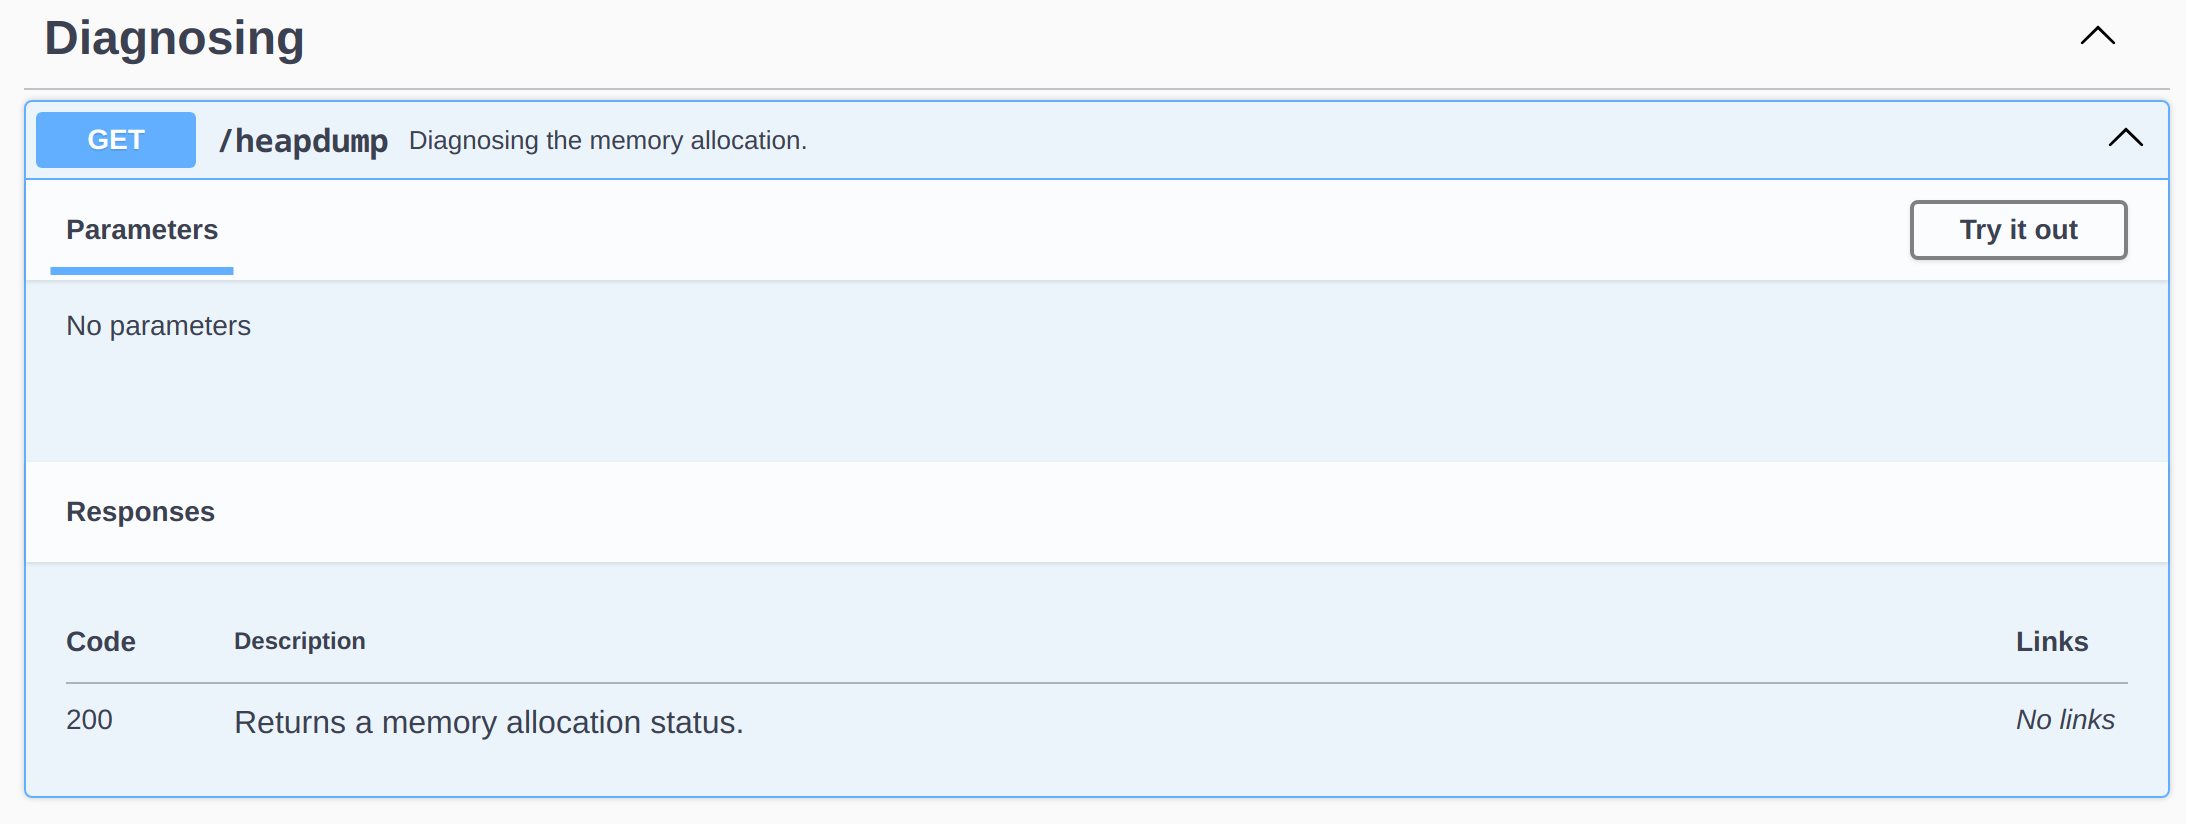 Diagnosing
GET /heapdump Diagnosing the memory allocation.
Parameters Try it out
No parameters
Responses
Code Description Links
200 Returns a memory allocation status. No links